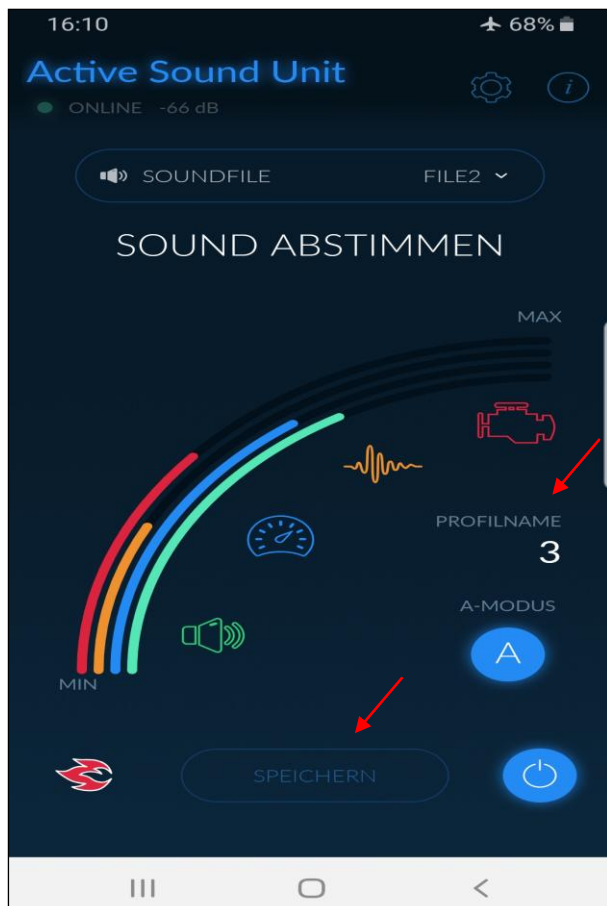 16:10 68%
Active Sound Unit
ONLINE -66 dB
SOUNDFILE FILE2
SOUND ABSTIMMEN
MAX
PROFILNAME
3
A-MODUS
A
MIN
SPEICHERN